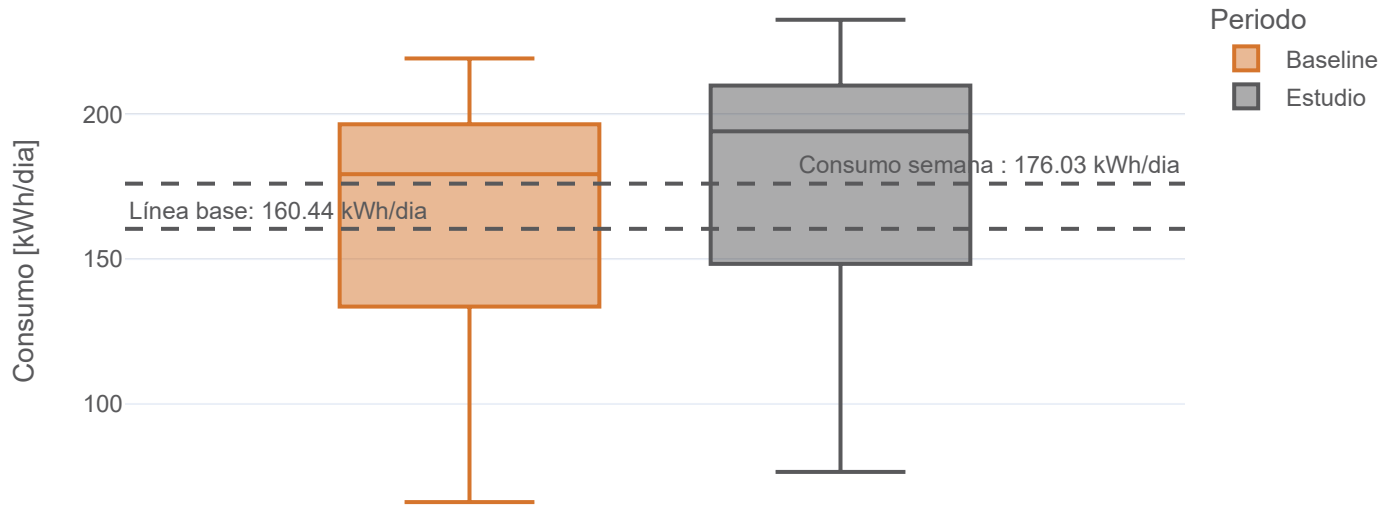 Periodo
Baseline
Estudio
Consumo [kWh/dia]
200
150
100
Consumo semana : 176.03 kWh/dia
Línea base: 160.44 kWh/dia